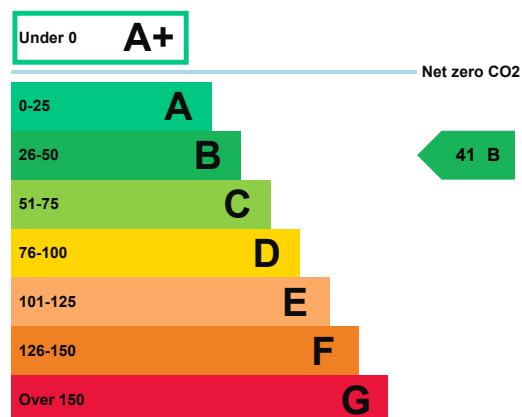 Under 0 A+
Net zero CO2
0-25 A
26-50 B
41 B
51-75 C
76-100 D
101-125 E
126-150 F
Over 150 G